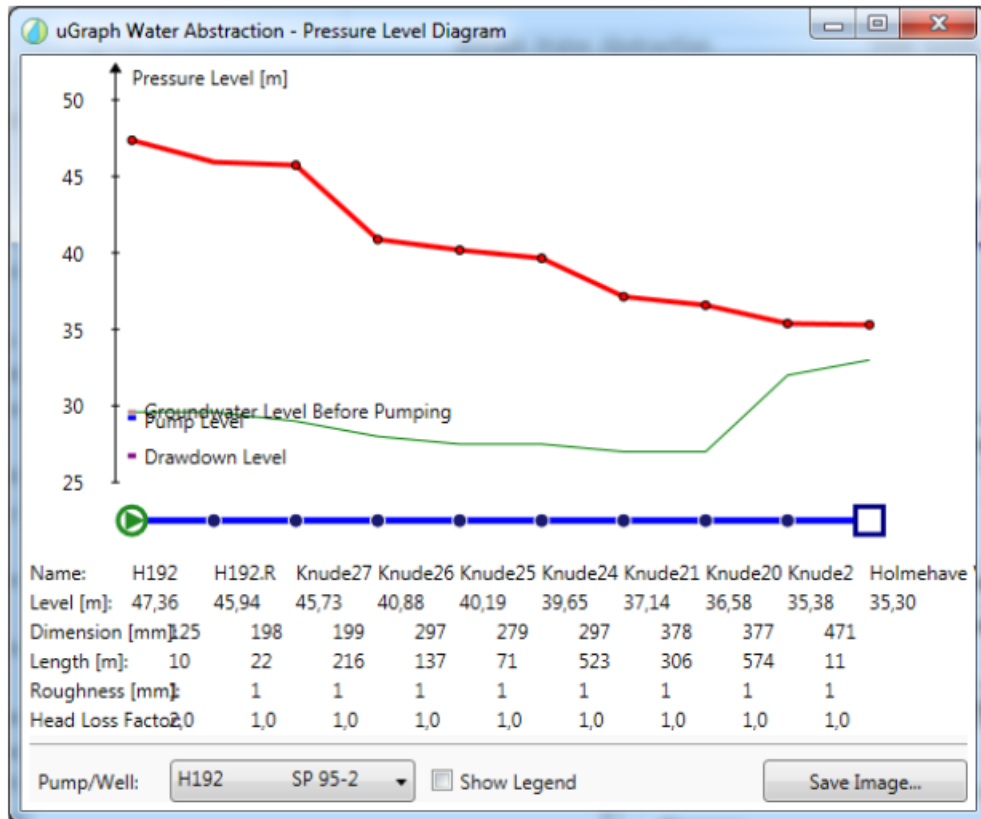 uGraph Water Abstraction - Pressure Level Diagram
Pressure Level [m]
50
45
40
35
30
25
Groundwater Level Before Pumping
Pump Level
Drawdown Level
Name: H192 H192.R Knude27 Knude26 Knude25 Knude24 Knude21 Knude20 Knude2 Holmehave
Level [m]: 47,36 45,94 45,73 40,88 40,19 39,65 37,14 36,58 35,38 35,30
Dimension [mm]: 125 198 199 297 279 297 378 377 471
Length [m]: 10 22 216 137 71 523 306 574 11
Roughness [mm]: 1 1 1 1 1 1 1 1 1
Head Loss Factor: 2,0 1,0 1,0 1,0 1,0 1,0 1,0 1,0 1,0
Pump/Well: H192 SP 95-2 Show Legend Save Image...